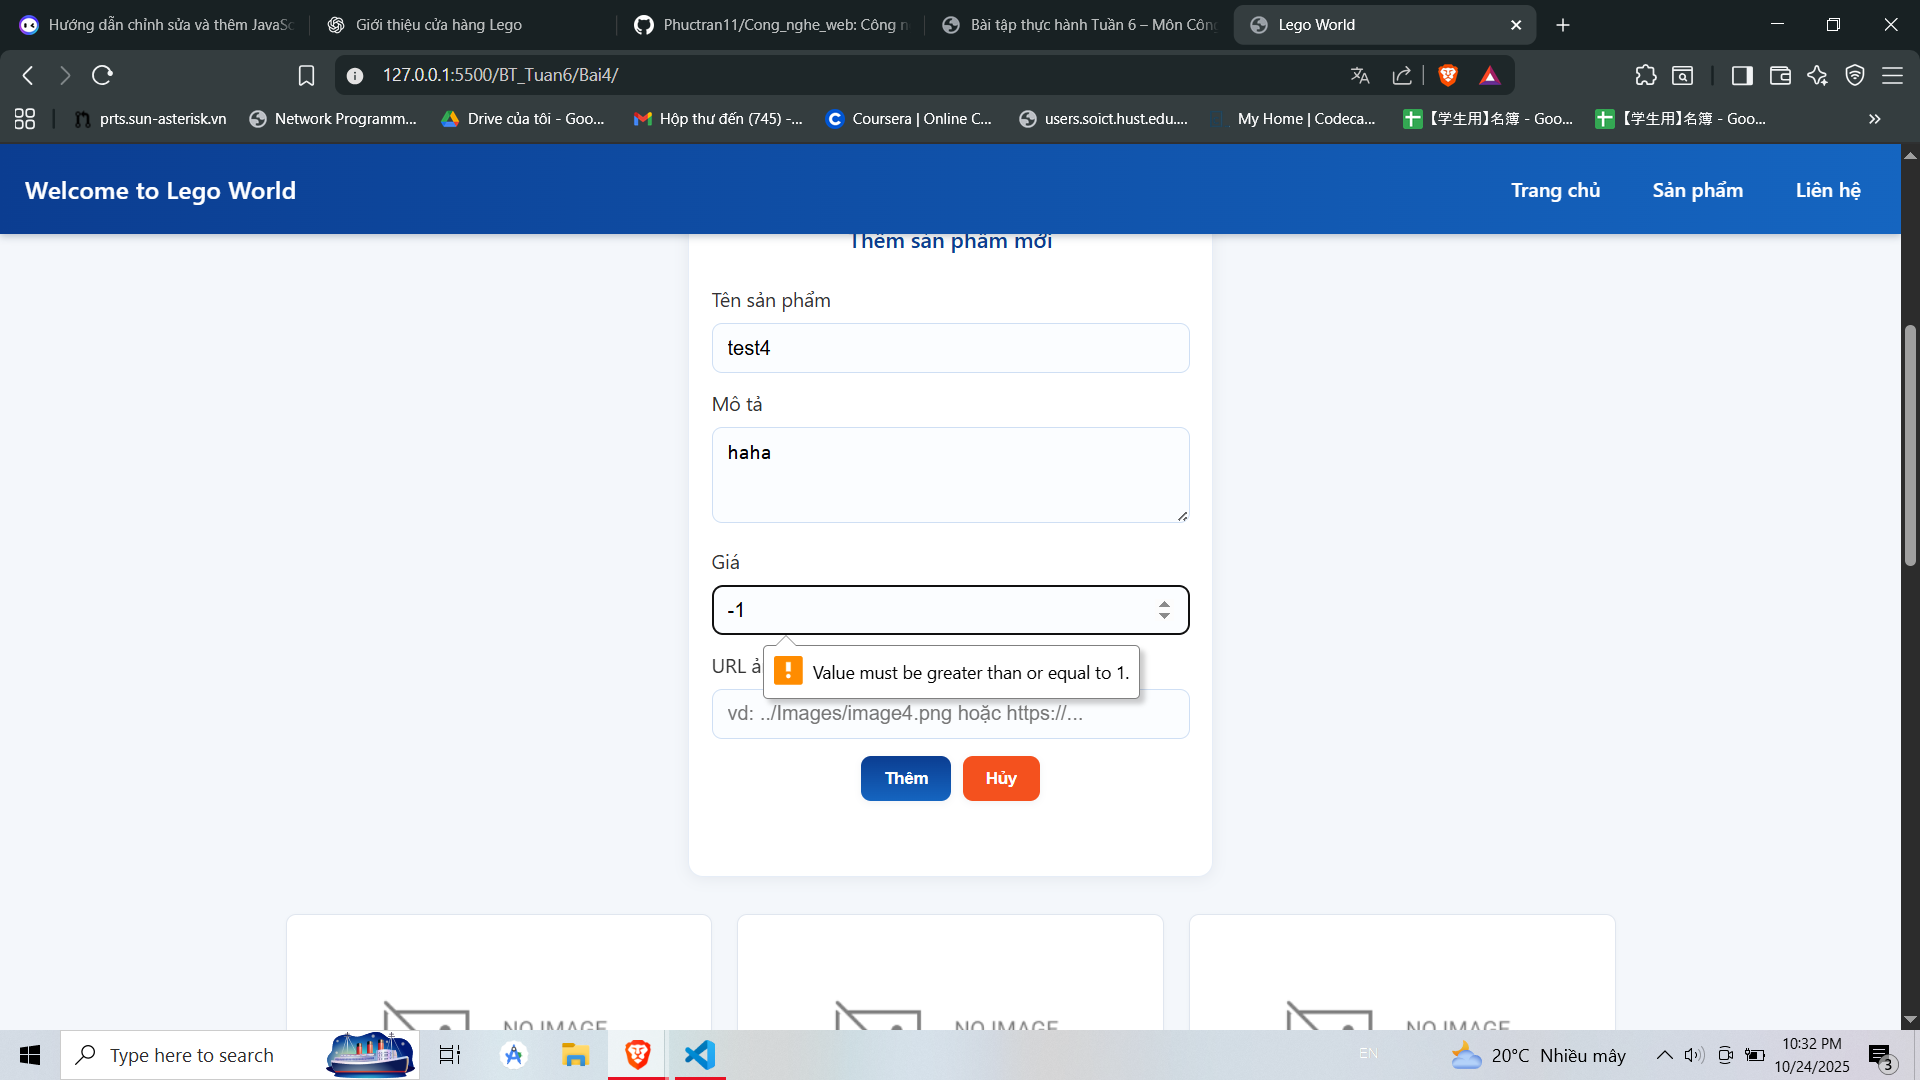 Hướng dẫn chỉnh sửa và thêm JavaSc
Giới thiệu cửa hàng Lego
Phuctran11/Cong_nghe_web: Công n
Bài tập thực hành Tuần 6 – Môn Công
Lego World
127.0.0.1:5500/BT_Tuan6/Bai4/
prts.sun-asterisk.vn
Network Programm...
Drive của tôi - Goo...
Hộp thư đến (745) -...
Coursera | Online C...
users.soict.hust.edu....
My Home | Codeca...
【学生用】名簿 - Goo...
【学生用】名簿 - Goo...
Welcome to Lego World
Trang chủ
Sản phẩm
Liên hệ
Thêm sản phẩm mới
Tên sản phẩm
test4
Mô tả
haha
Giá
-1
URL ả
Value must be greater than or equal to 1.
vd: ../Images/image4.png hoặc https://...
Thêm
Hủy
NO IMAGE
NO IMAGE
NO IMAGE
Type here to search
EN
20°C Nhiều mây
10:32 PM
10/24/2025
3